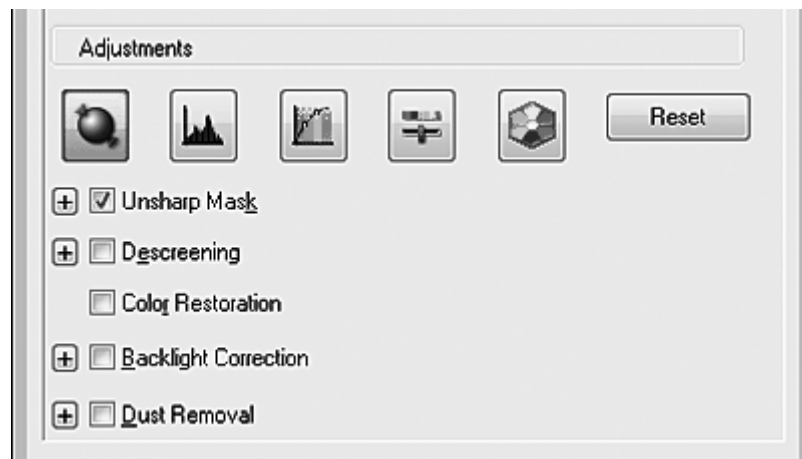 Adjustments
Reset
Unsharp Mask
Descreening
Color Restoration
Backlight Correction
Dust Removal